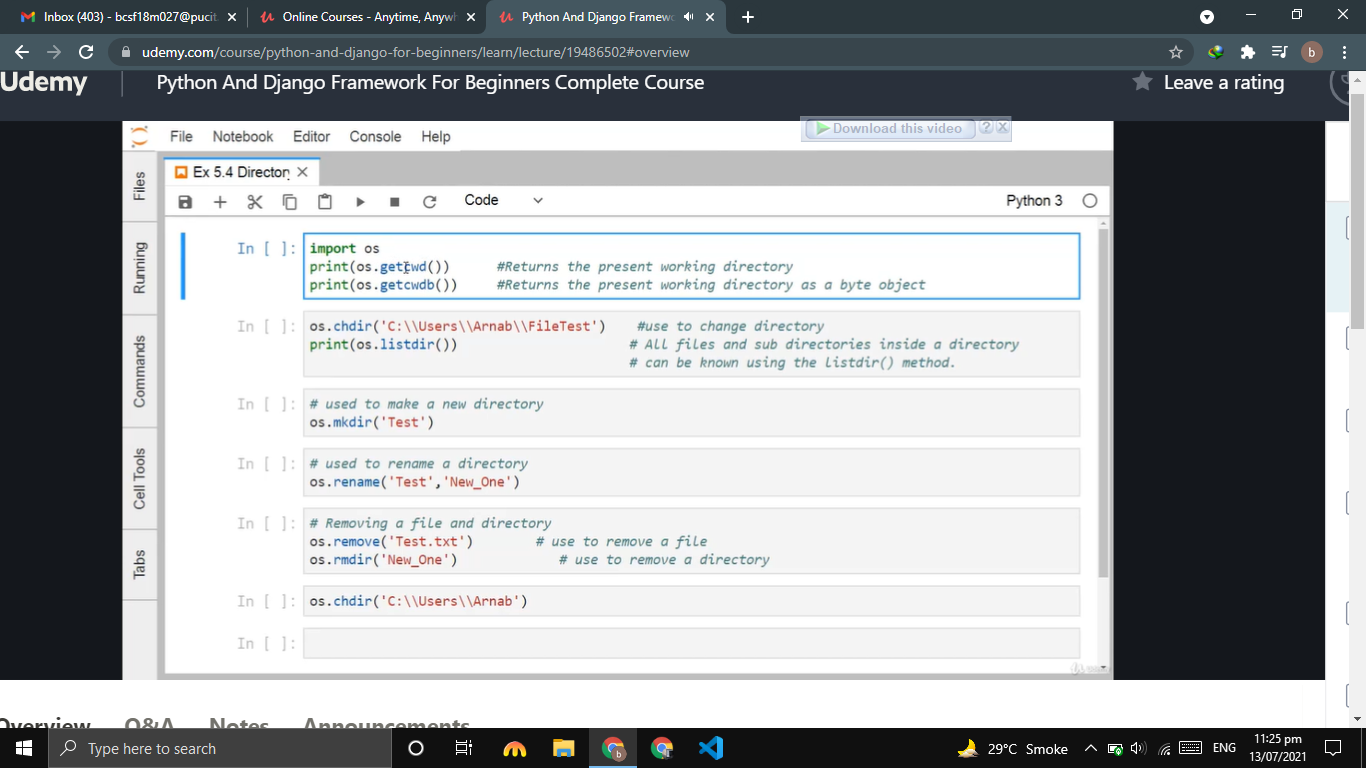 Inbox (403) - bcsf18m027@pucit
Online Courses - Anytime, Anywh
Python And Django Framewo
udemy.com/course/python-and-django-for-beginners/learn/lecture/19486502#overview
b
Udemy
Python And Django Framework For Beginners Complete Course
Leave a rating
File Notebook Editor Console Help
Download this video
Files
Running
Commands
Cell Tools
Tabs
Ex 5.4 Directory
Code
Python 3
In [ ]: import os
print(os.getcwd()) #Returns the present working directory
print(os.getcwdb()) #Returns the present working directory as a byte object
In [ ]: os.chdir('C:\\Users\\Arnab\\FileTest') #use to change directory
print(os.listdir()) # All files and sub directories inside a directory
# can be known using the listdir() method.
In [ ]: # used to make a new directory
os.mkdir('Test')
In [ ]: # used to rename a directory
os.rename('Test','New_One')
In [ ]: # Removing a file and directory
os.remove('Test.txt') # use to remove a file
os.rmdir('New_One') # use to remove a directory
In [ ]: os.chdir('C:\\Users\\Arnab')
In [ ]:
Overview Q&A Notes Announcements
Type here to search
29°C Smoke
ENG
11:25 pm
13/07/2021